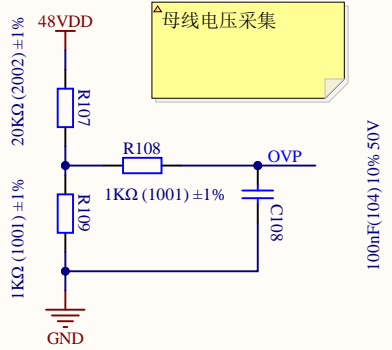 48VDD
母线电压采集
20KΩ (2002) ±1%
R107
R108
OVP
1KΩ (1001) ±1%
1KΩ (1001) ±1%
R109
C108
100nF(104) 10% 50V
GND